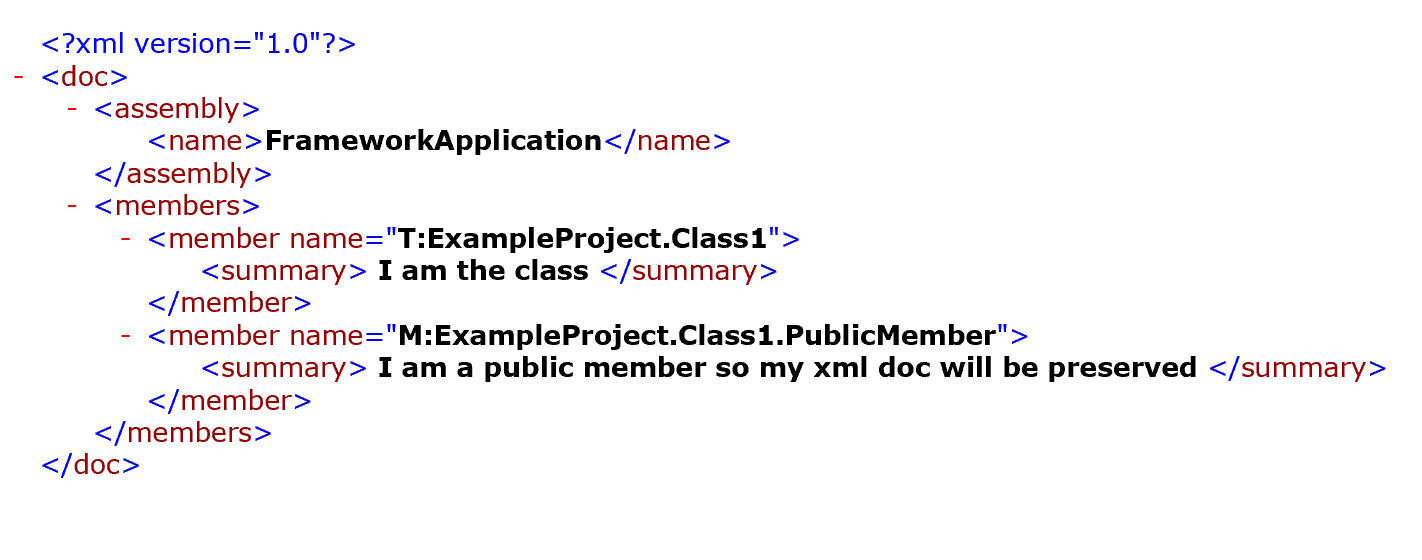 <?xml version="1.0"?>
- <doc>
- <assembly>
<name>FrameworkApplication</name>
</assembly>
- <members>
- <member name="T:ExampleProject.Class1">
<summary> I am the class </summary>
</member>
- <member name="M:ExampleProject.Class1.PublicMember">
<summary> I am a public member so my xml doc will be preserved </summary>
</member>
</members>
</doc>